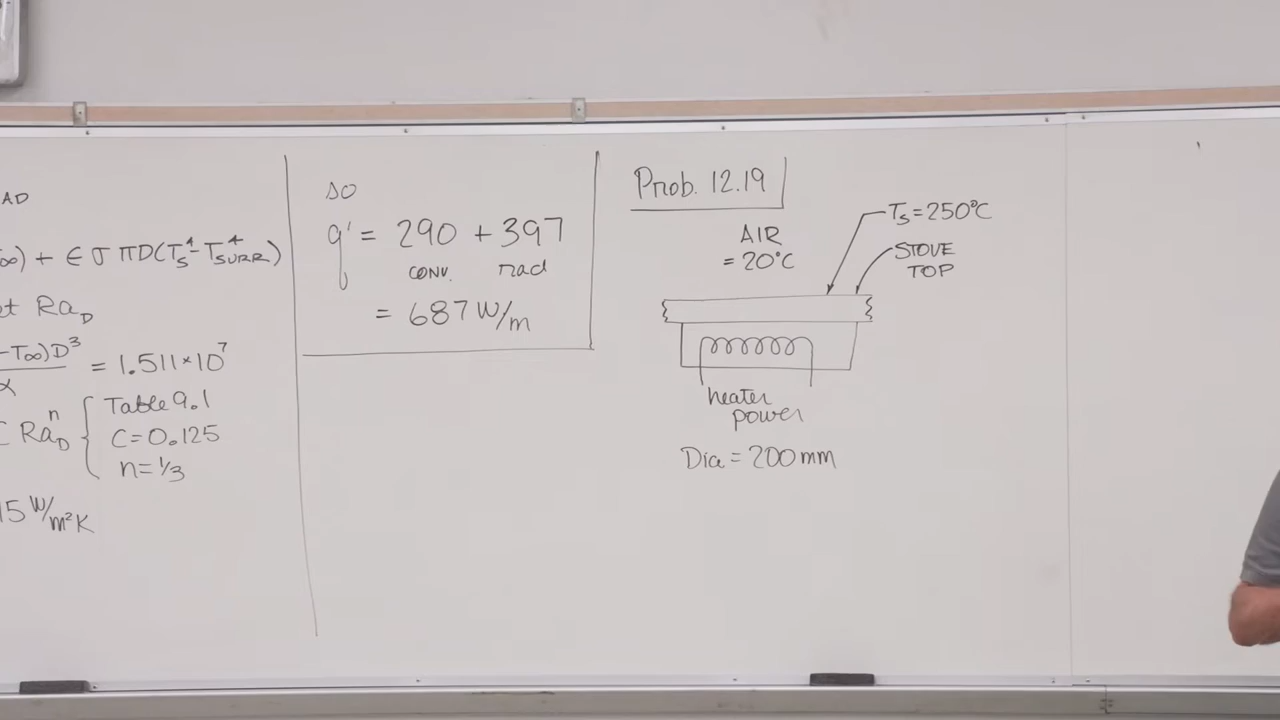 AD
∞) + ϵ σ πD(Ts⁴ - T⁴SURR)
et RaD
-T∞)D³
α
= 1.511×10⁷
C RaDⁿ
Table 9.1
C=0.125
n=⅓
15 W/m²K
so
q' = 290 + 397
conv. rad
= 687 W/m
Prob. 12.19
AIR
= 20°C
Ts = 250°C
STOVE
TOP
heater
power
Dia = 200 mm